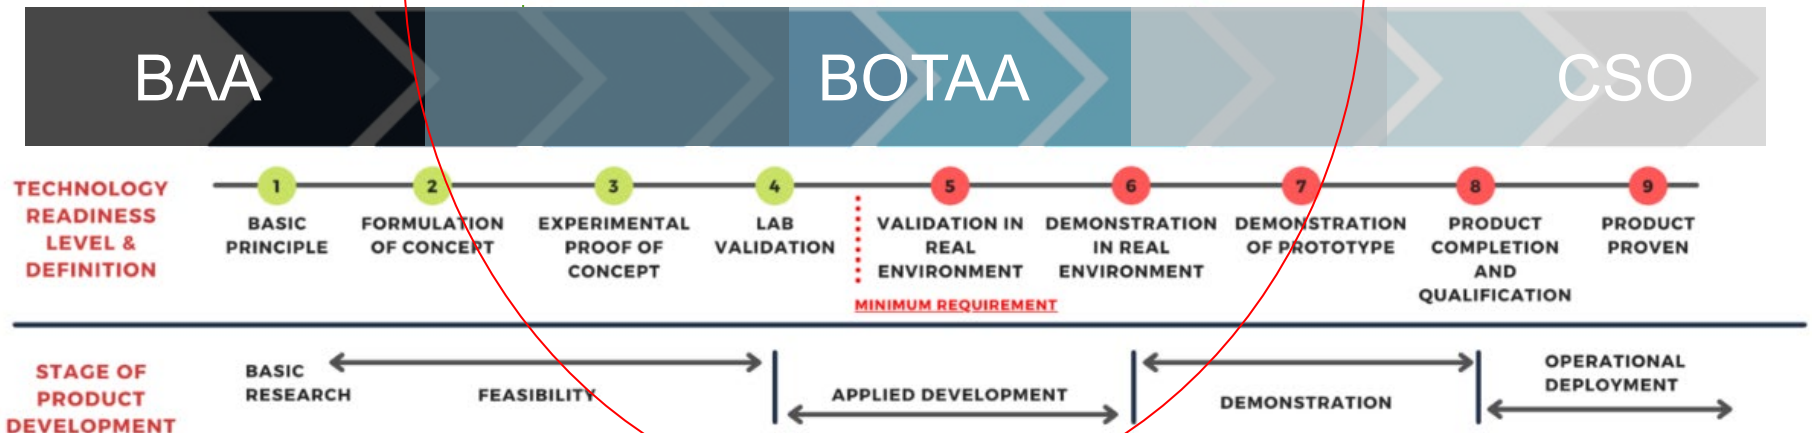 BAA
BOTAA
CSO
TECHNOLOGY
READINESS
LEVEL &
DEFINITION
1
BASIC
PRINCIPLE
2
FORMULATION
OF CONCEPT
3
EXPERIMENTAL
PROOF OF
CONCEPT
4
LAB
VALIDATION
5
VALIDATION IN
REAL
ENVIRONMENT
6
DEMONSTRATION
IN REAL
ENVIRONMENT
7
DEMONSTRATION
OF PROTOTYPE
8
PRODUCT
COMPLETION
AND
QUALIFICATION
9
PRODUCT
PROVEN
MINIMUM REQUIREMENT
STAGE OF
PRODUCT
DEVELOPMENT
BASIC
RESEARCH
FEASIBILITY
APPLIED DEVELOPMENT
DEMONSTRATION
OPERATIONAL
DEPLOYMENT